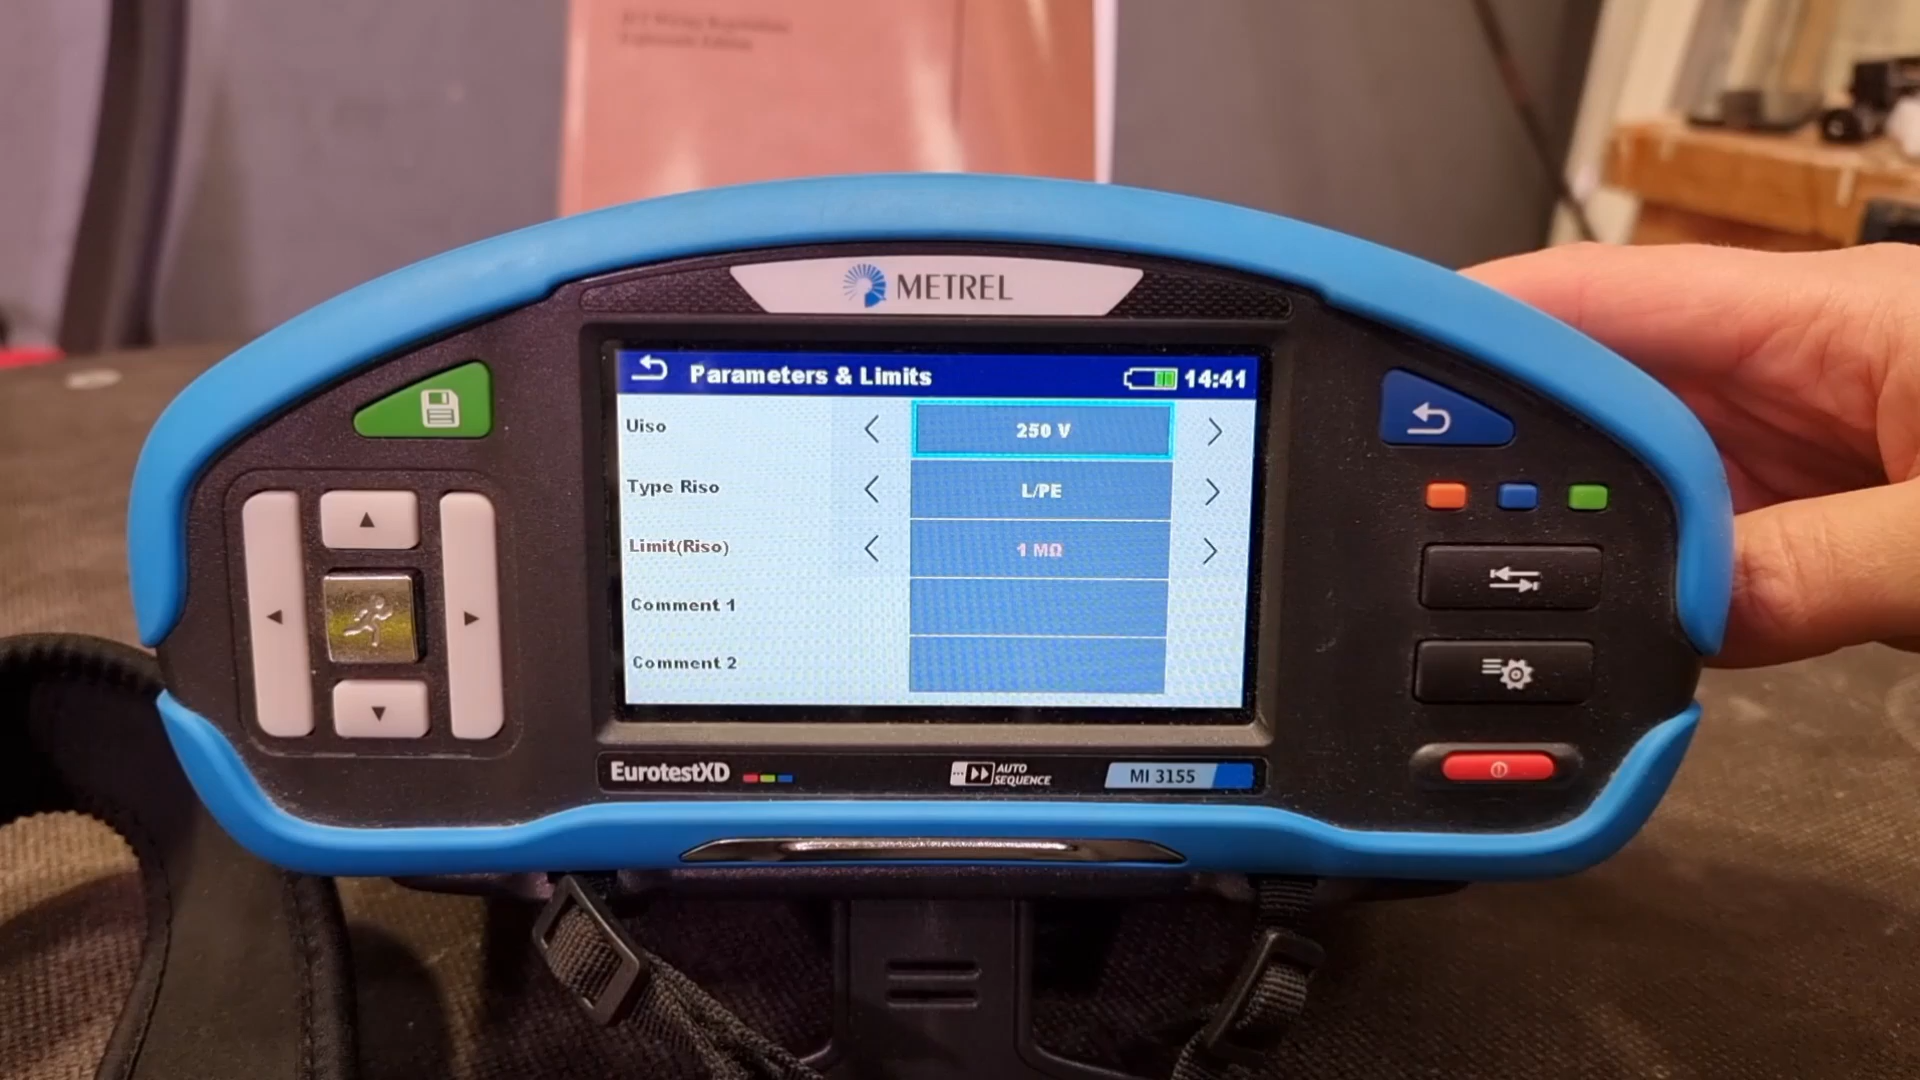 METREL
Parameters & Limits 14:41
Uiso 250 V
Type Riso L/PE
Limit(Riso) 1 MΩ
Comment 1
Comment 2
EurotestXD AUTO SEQUENCE MI 3155